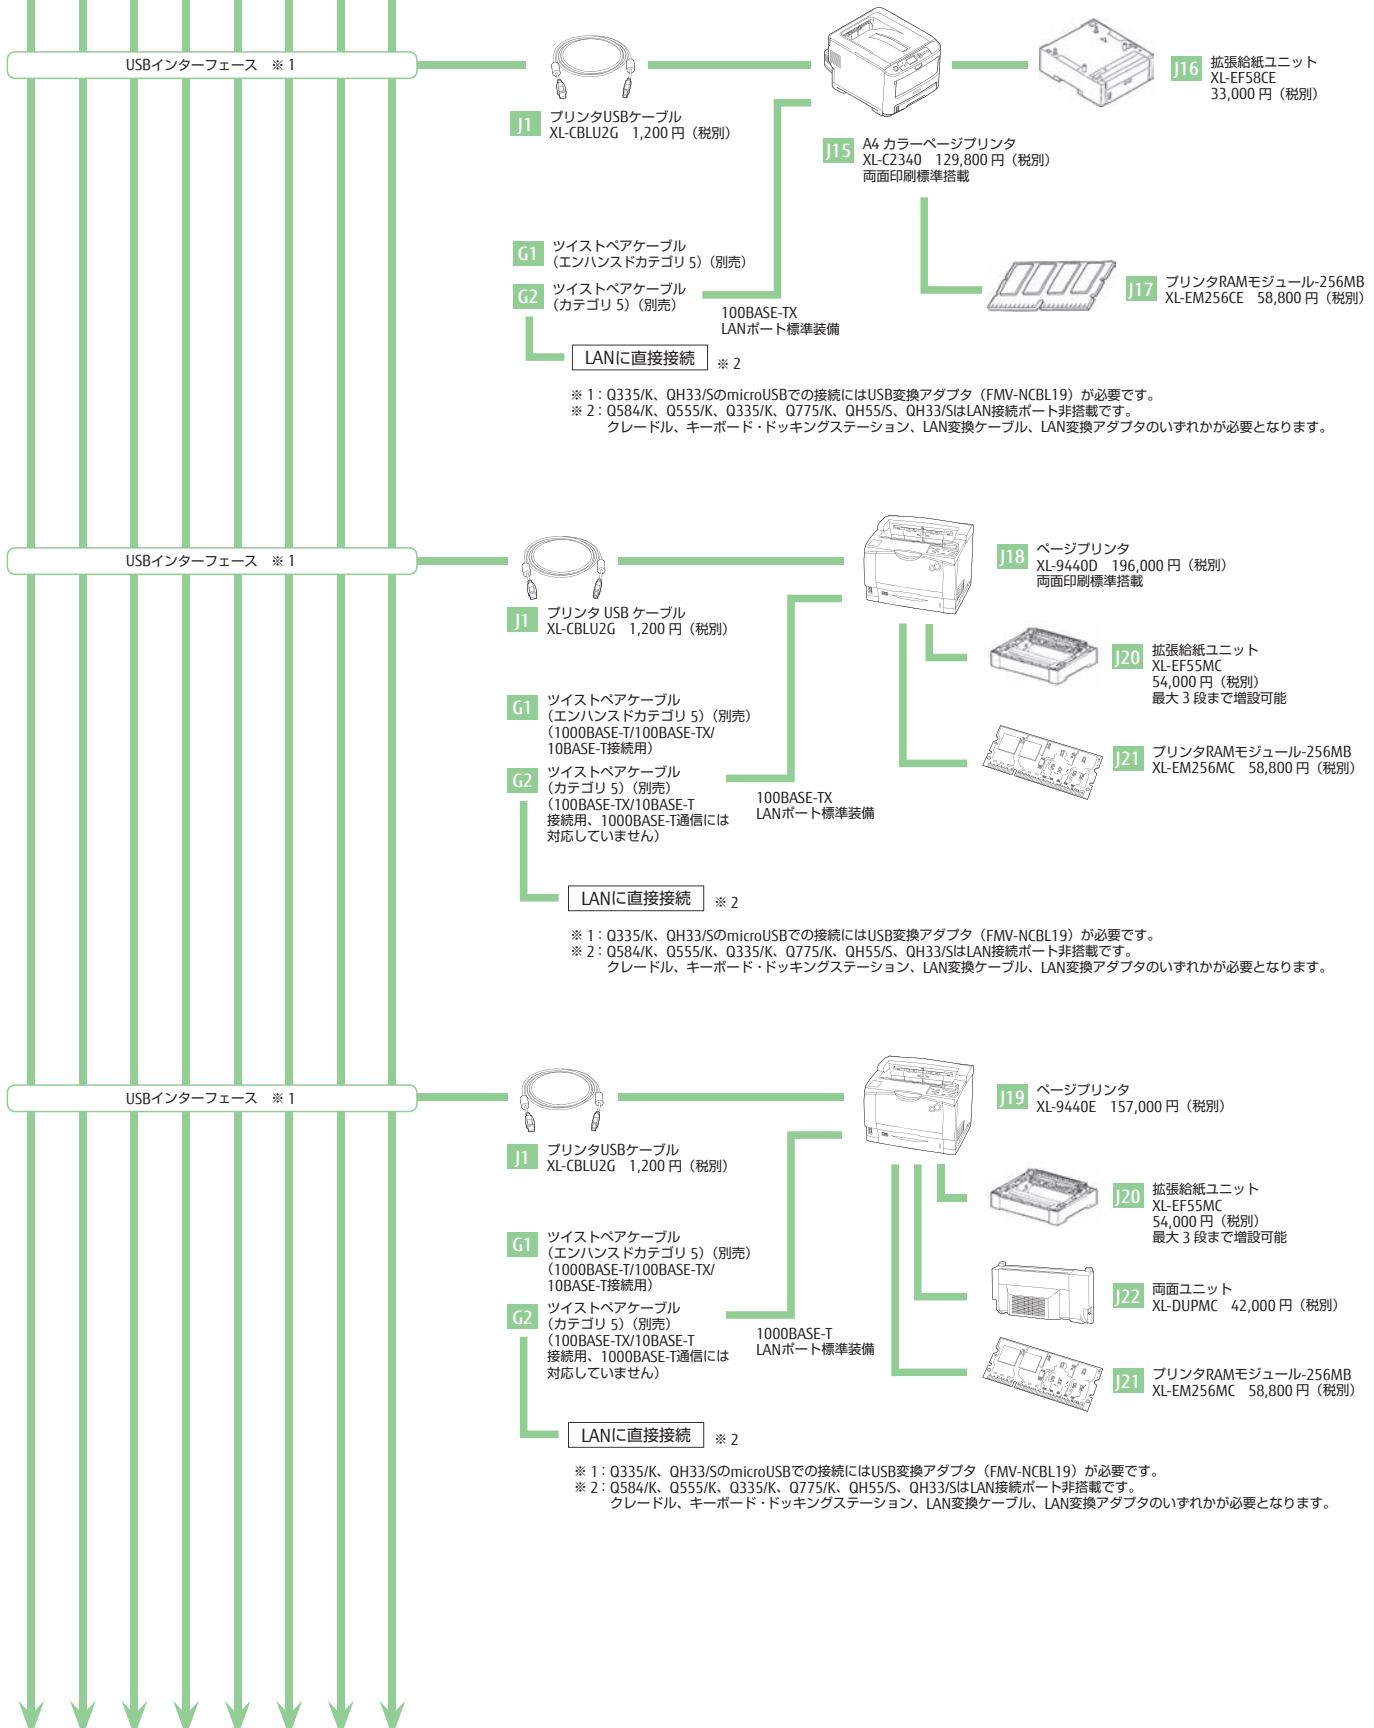 USBインターフェース ※1
J1
プリンタUSBケーブル
XL-CBLU2G 1,200円（税別）
J15
A4 カラーページプリンタ
XL-C2340 129,800円（税別）
両面印刷標準搭載
J16
拡張給紙ユニット
XL-EF58CE
33,000円（税別）
G1
ツイストペアケーブル
（エンハンスドカテゴリ5）（別売）
G2
ツイストペアケーブル
（カテゴリ5）（別売）
100BASE-TX
LANポート標準装備
J17
プリンタRAMモジュール-256MB
XL-EM256CE 58,800円（税別）
LANに直接接続 ※2
※1：Q335/K、QH33/SのmicroUSBでの接続にはUSB変換アダプタ（FMV-NCBL19）が必要です。
※2：Q584/K、Q555/K、Q335/K、Q775/K、QH55/S、QH33/SはLAN接続ポート非搭載です。
クレードル、キーボード・ドッキングステーション、LAN変換ケーブル、LAN変換アダプタのいずれかが必要となります。
USBインターフェース ※1
J1
プリンタ USB ケーブル
XL-CBLU2G 1,200円（税別）
J18
ページプリンタ
XL-9440D 196,000円（税別）
両面印刷標準搭載
J20
拡張給紙ユニット
XL-EF55MC
54,000円（税別）
最大3段まで増設可能
G1
ツイストペアケーブル
（エンハンスドカテゴリ5）（別売）
（1000BASE-T/100BASE-TX/
10BASE-T接続用）
G2
ツイストペアケーブル
（カテゴリ5）（別売）
（100BASE-TX/10BASE-T
接続用、1000BASE-T通信には
対応していません）
100BASE-TX
LANポート標準装備
J21
プリンタRAMモジュール-256MB
XL-EM256MC 58,800円（税別）
LANに直接接続 ※2
※1：Q335/K、QH33/SのmicroUSBでの接続にはUSB変換アダプタ（FMV-NCBL19）が必要です。
※2：Q584/K、Q555/K、Q335/K、Q775/K、QH55/S、QH33/SはLAN接続ポート非搭載です。
クレードル、キーボード・ドッキングステーション、LAN変換ケーブル、LAN変換アダプタのいずれかが必要となります。
USBインターフェース ※1
J1
プリンタUSBケーブル
XL-CBLU2G 1,200円（税別）
J19
ページプリンタ
XL-9440E 157,000円（税別）
J20
拡張給紙ユニット
XL-EF55MC
54,000円（税別）
最大3段まで増設可能
G1
ツイストペアケーブル
（エンハンスドカテゴリ5）（別売）
（1000BASE-T/100BASE-TX/
10BASE-T接続用）
G2
ツイストペアケーブル
（カテゴリ5）（別売）
（100BASE-TX/10BASE-T
接続用、1000BASE-T通信には
対応していません）
1000BASE-T
LANポート標準装備
J22
両面ユニット
XL-DUPMC 42,000円（税別）
J21
プリンタRAMモジュール-256MB
XL-EM256MC 58,800円（税別）
LANに直接接続 ※2
※1：Q335/K、QH33/SのmicroUSBでの接続にはUSB変換アダプタ（FMV-NCBL19）が必要です。
※2：Q584/K、Q555/K、Q335/K、Q775/K、QH55/S、QH33/SはLAN接続ポート非搭載です。
クレードル、キーボード・ドッキングステーション、LAN変換ケーブル、LAN変換アダプタのいずれかが必要となります。